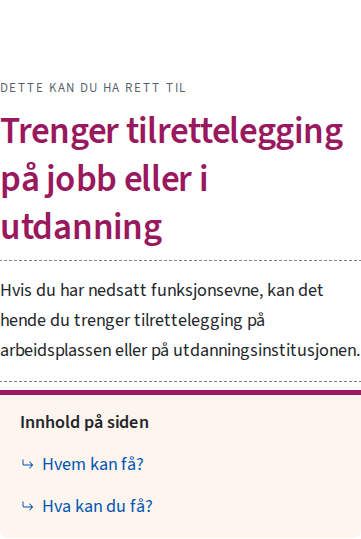 DETTE KAN DU HA RETT TIL
Trenger tilrettelegging
på jobb eller i
utdanning
Hvis du har nedsatt funksjonsevne, kan det
hende du trenger tilrettelegging på
arbeidsplassen eller på utdanningsinstitusjonen.
Innhold på siden
Hvem kan få?
Hva kan du få?